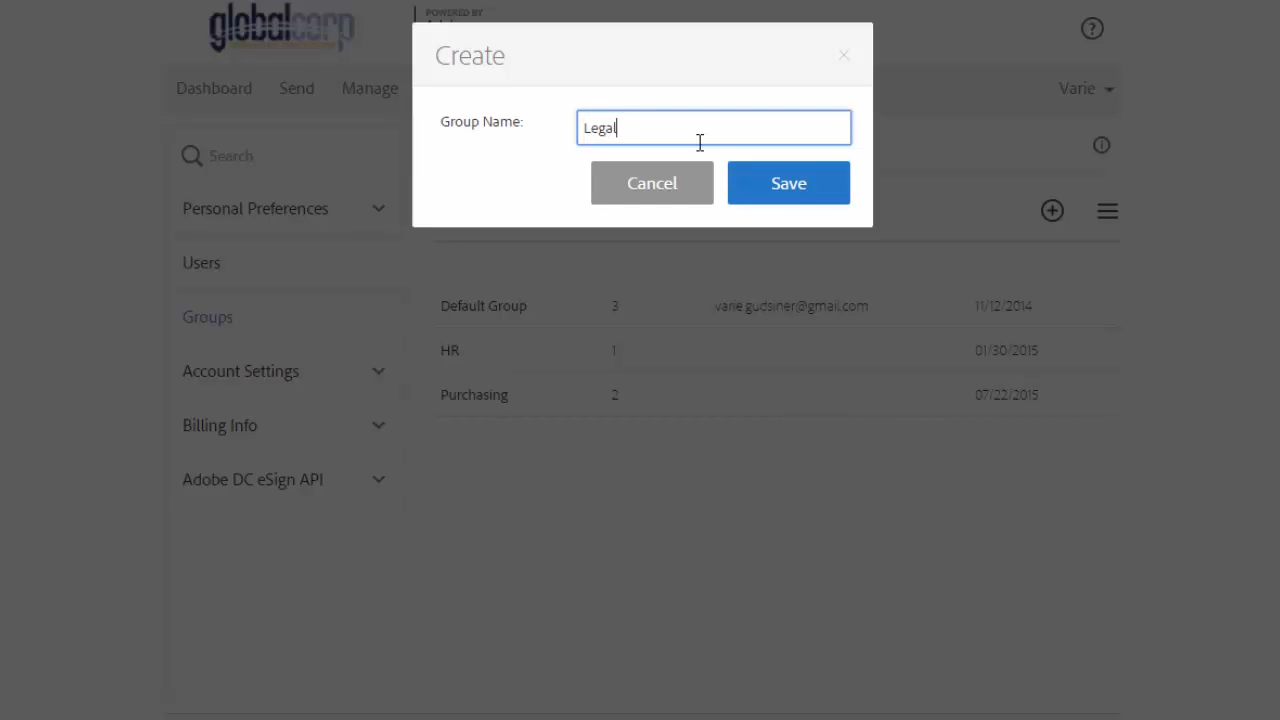 globalcorp
POWERED BY
Create
Group Name:
Legal
Cancel
Save
Dashboard
Send
Manage
Varie
Search
Personal Preferences
Users
Groups
Account Settings
Billing Info
Adobe DC eSign API
Default Group 3 varie.gudsiner@gmail.com 11/12/2014
HR 1 01/30/2015
Purchasing 2 07/22/2015